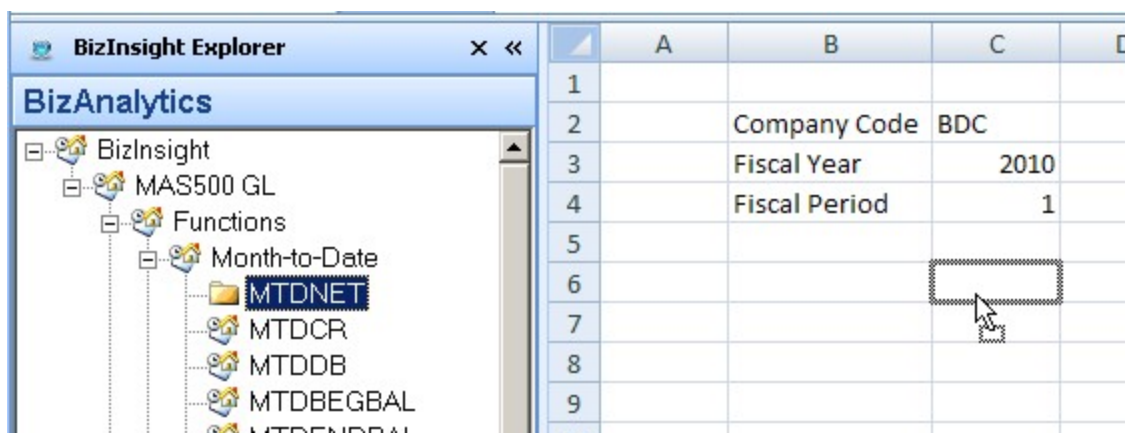 BizInsight Explorer
BizAnalytics
BizInsight
MAS500 GL
Functions
Month-to-Date
MTDNET
MTDCR
MTDDB
MTDBEGBAL
MTDENDBAL
A B C D
1
2 Company Code BDC
3 Fiscal Year 2010
4 Fiscal Period 1
5
6
7
8
9